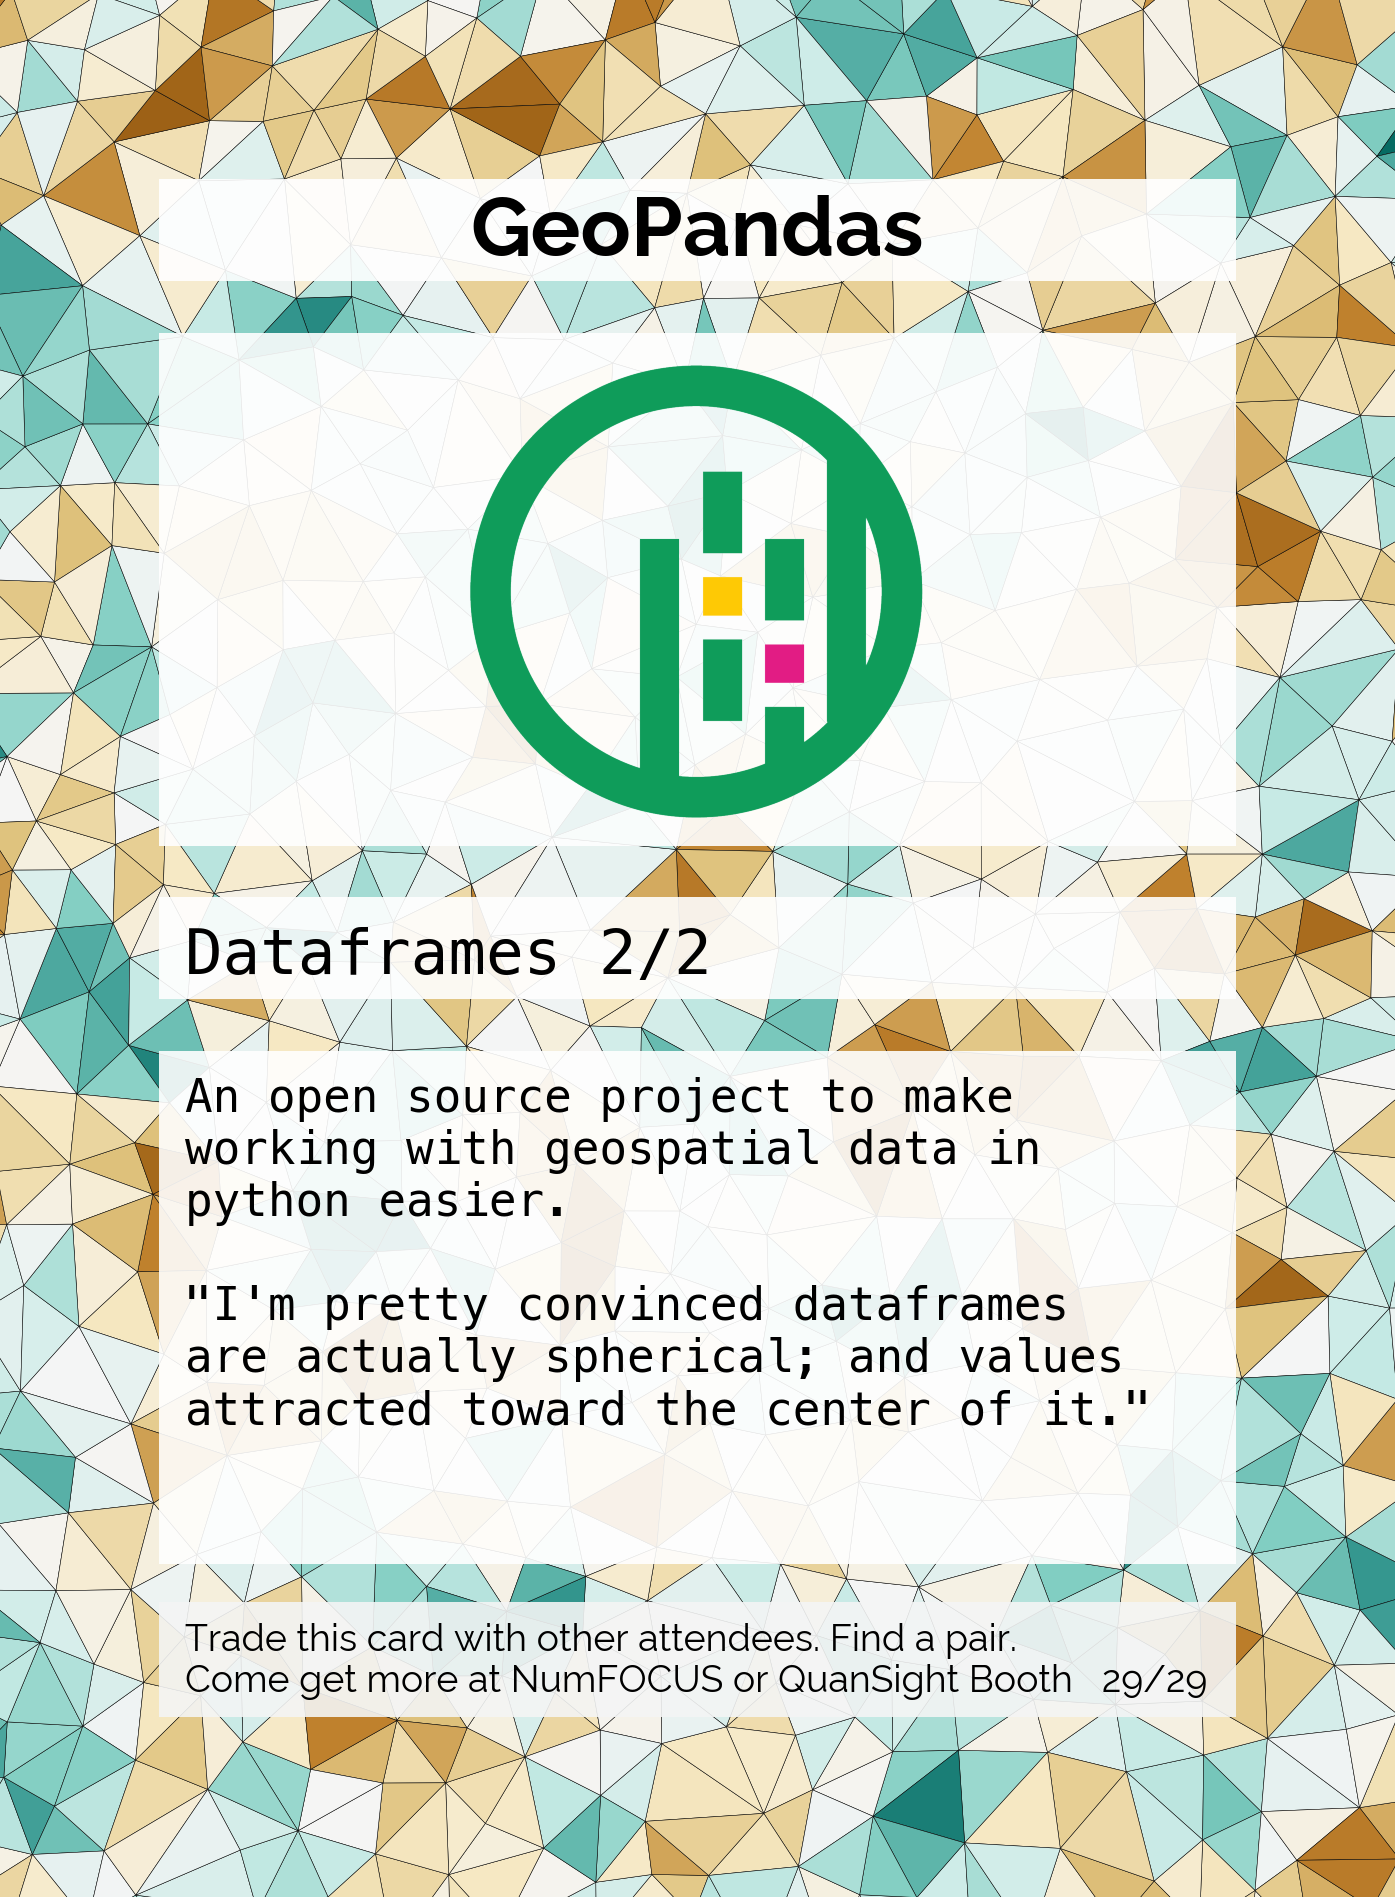 GeoPandas
Dataframes 2/2
An open source project to make
working with geospatial data in
python easier.
"I'm pretty convinced dataframes
are actually spherical; and values
attracted toward the center of it."
Trade this card with other attendees. Find a pair.
Come get more at NumFOCUS or QuanSight Booth 29/29